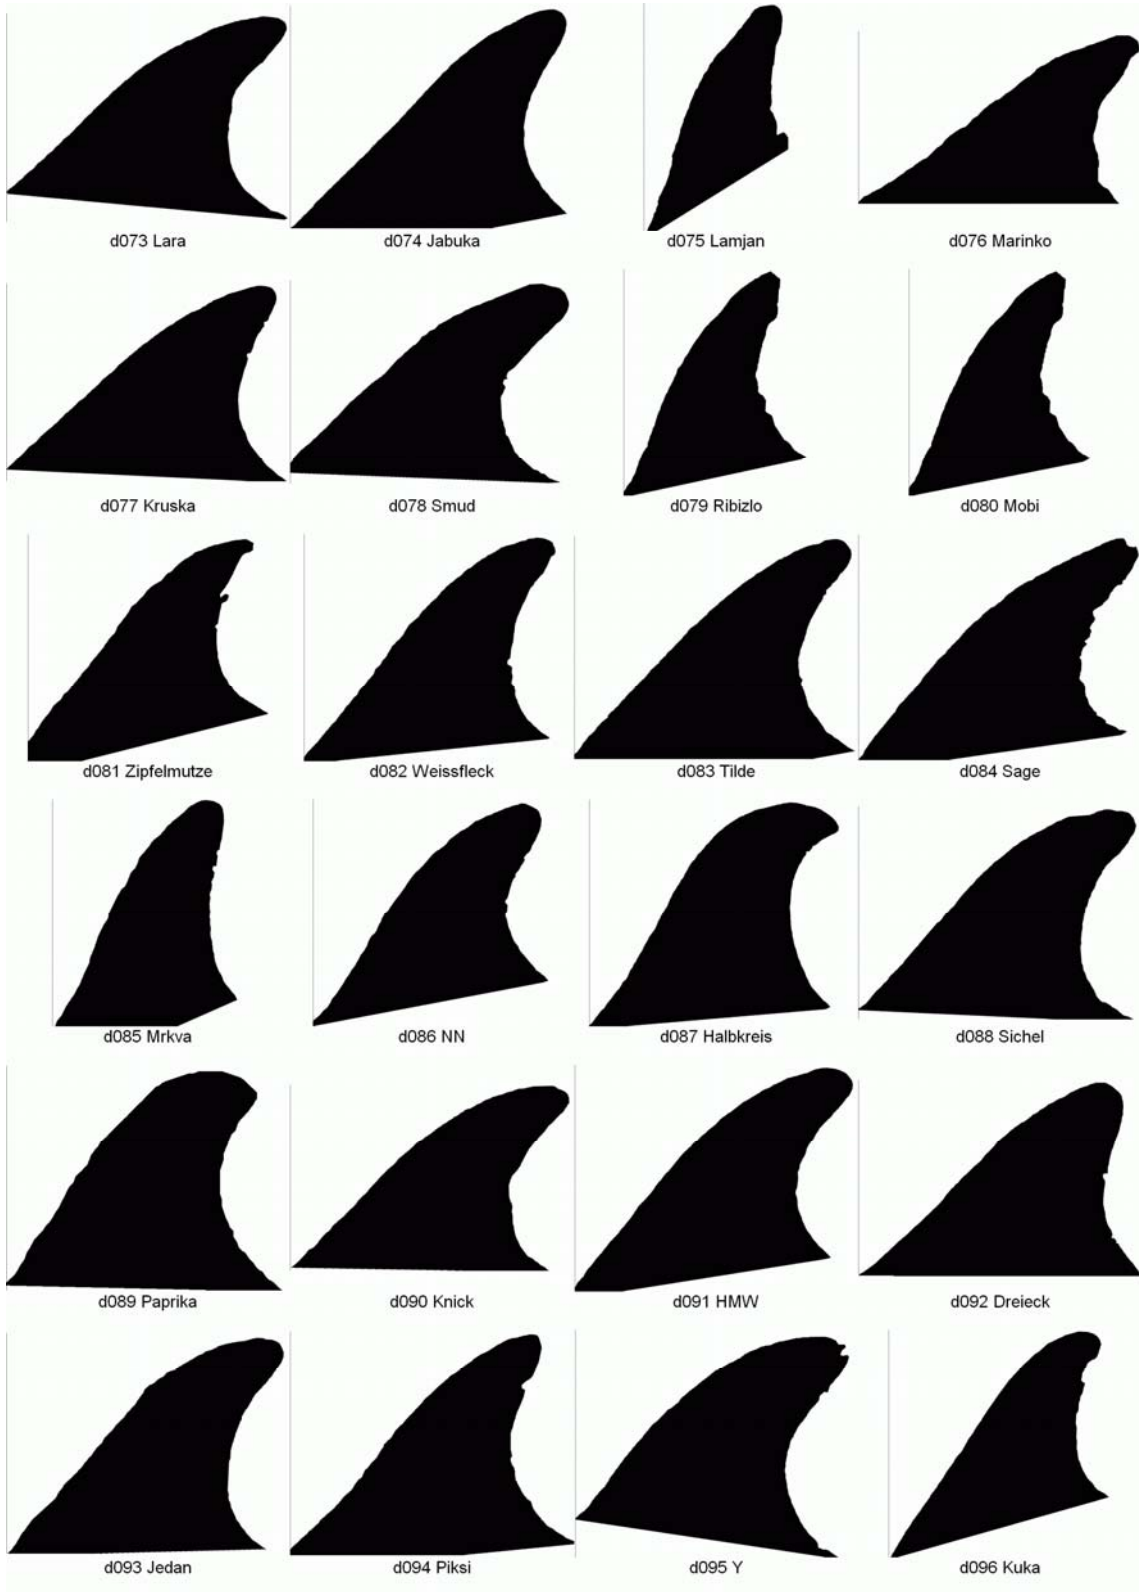 d073 Lara
d074 Jabuka
d075 Lamjan
d076 Marinko
d077 Kruska
d078 Smud
d079 Ribizlo
d080 Mobi
d081 Zipfelmutze
d082 Weissfleck
d083 Tilde
d084 Sage
d085 Mrkva
d086 NN
d087 Halbkreis
d088 Sichel
d089 Paprika
d090 Knick
d091 HMW
d092 Dreieck
d093 Jedan
d094 Piksi
d095 Y
d096 Kuka